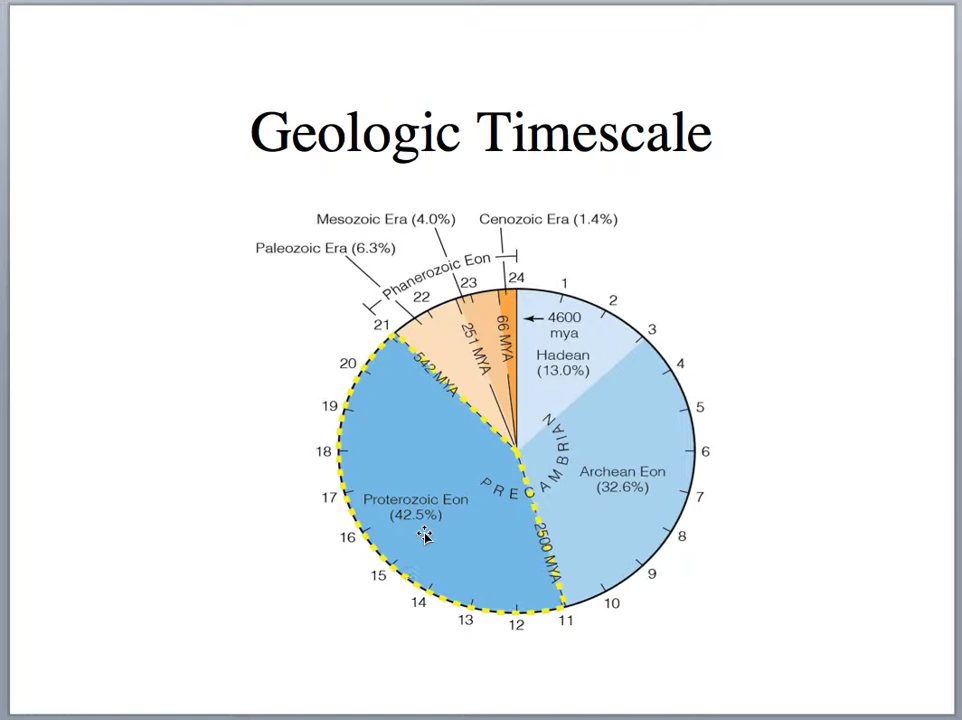 Geologic Timescale
Mesozoic Era (4.0%)
Cenozoic Era (1.4%)
Paleozoic Era (6.3%)
Phanerozoic Eon
24
1
2
3
4
5
6
7
8
9
10
11
12
13
14
15
16
17
18
19
20
21
22
23
4600
mya
Hadean
(13.0%)
66 MYA
251 MYA
542 MYA
PRECAMBRIAN
Archean Eon
(32.6%)
Proterozoic Eon
(42.5%)
2500 MYA